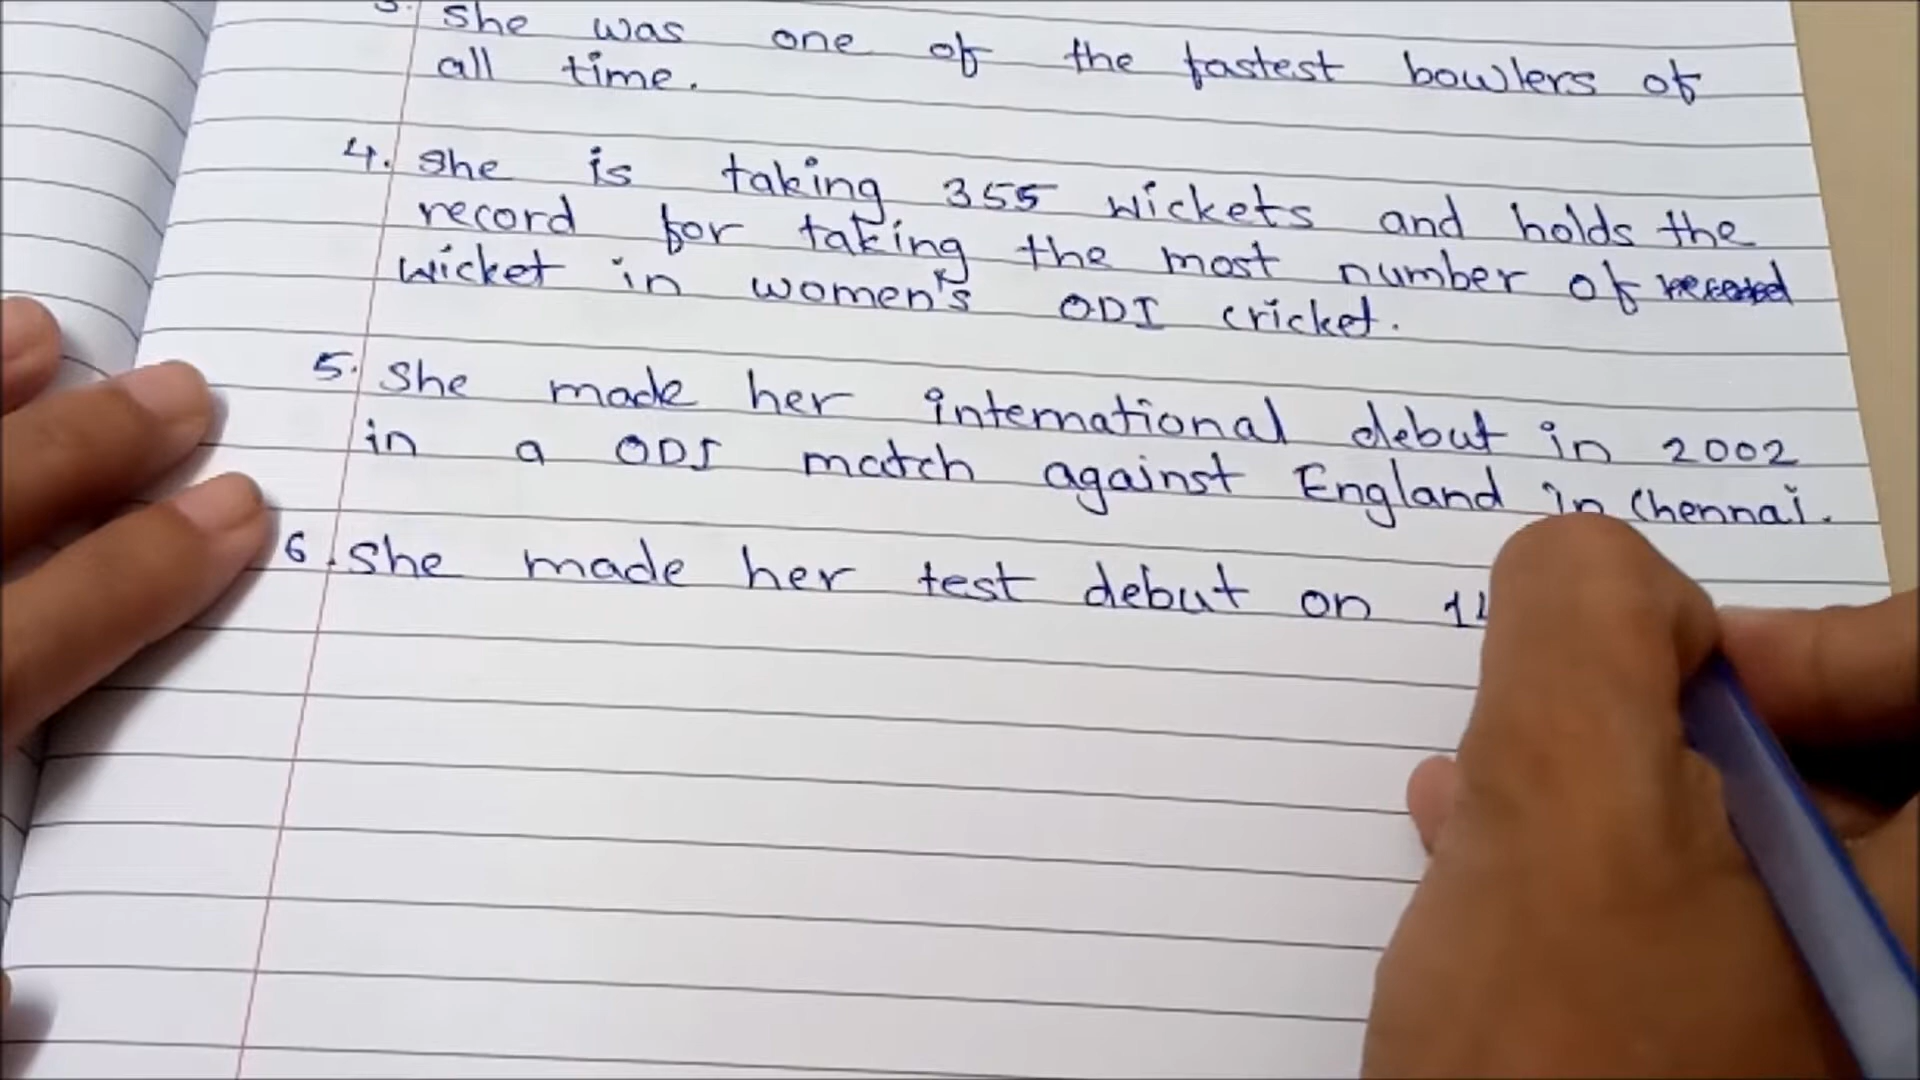 3. She was one of the fastest bowlers of
all time.
4. She is taking 355 wickets and holds the
record for taking the most number of
wicket in women's ODI cricket.
5. She made her international debut in 2002
in a ODI match against England in Chennai.
6. She made her test debut on 14